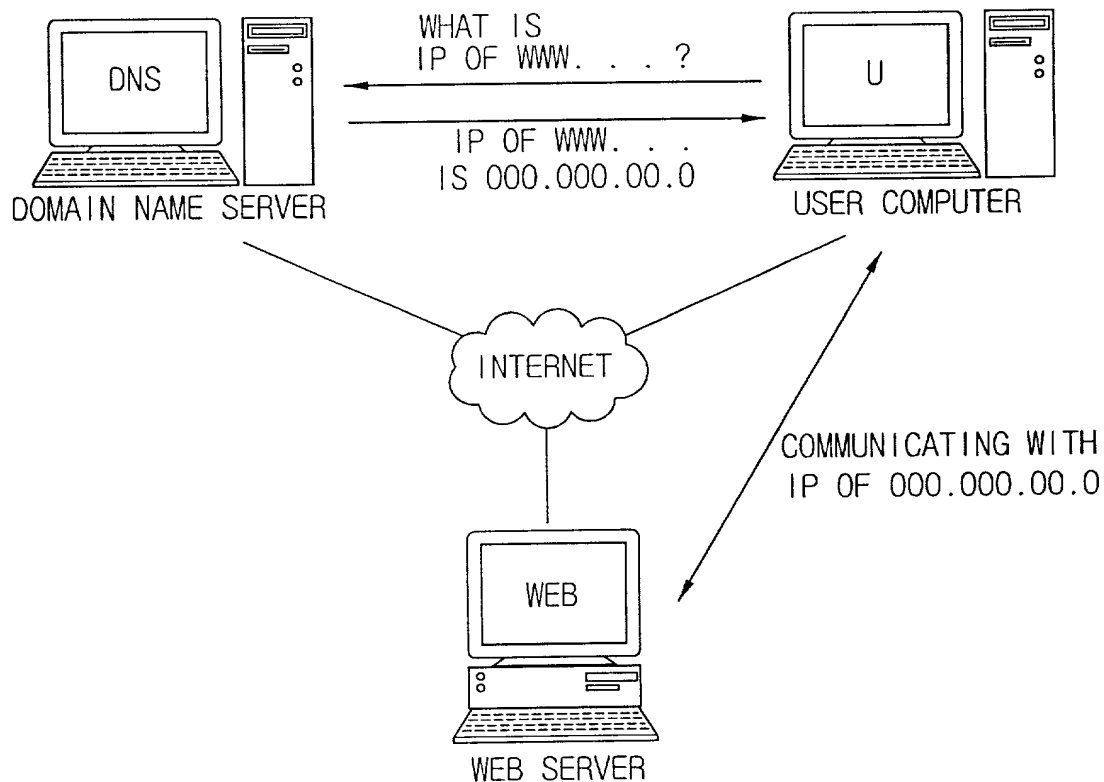 WHAT IS
IP OF WWW. . . ?
DNS
U
IP OF WWW. . .
IS 000.000.00.0
DOMAIN NAME SERVER
USER COMPUTER
INTERNET
COMMUNICATING WITH
IP OF 000.000.00.0
WEB
WEB SERVER